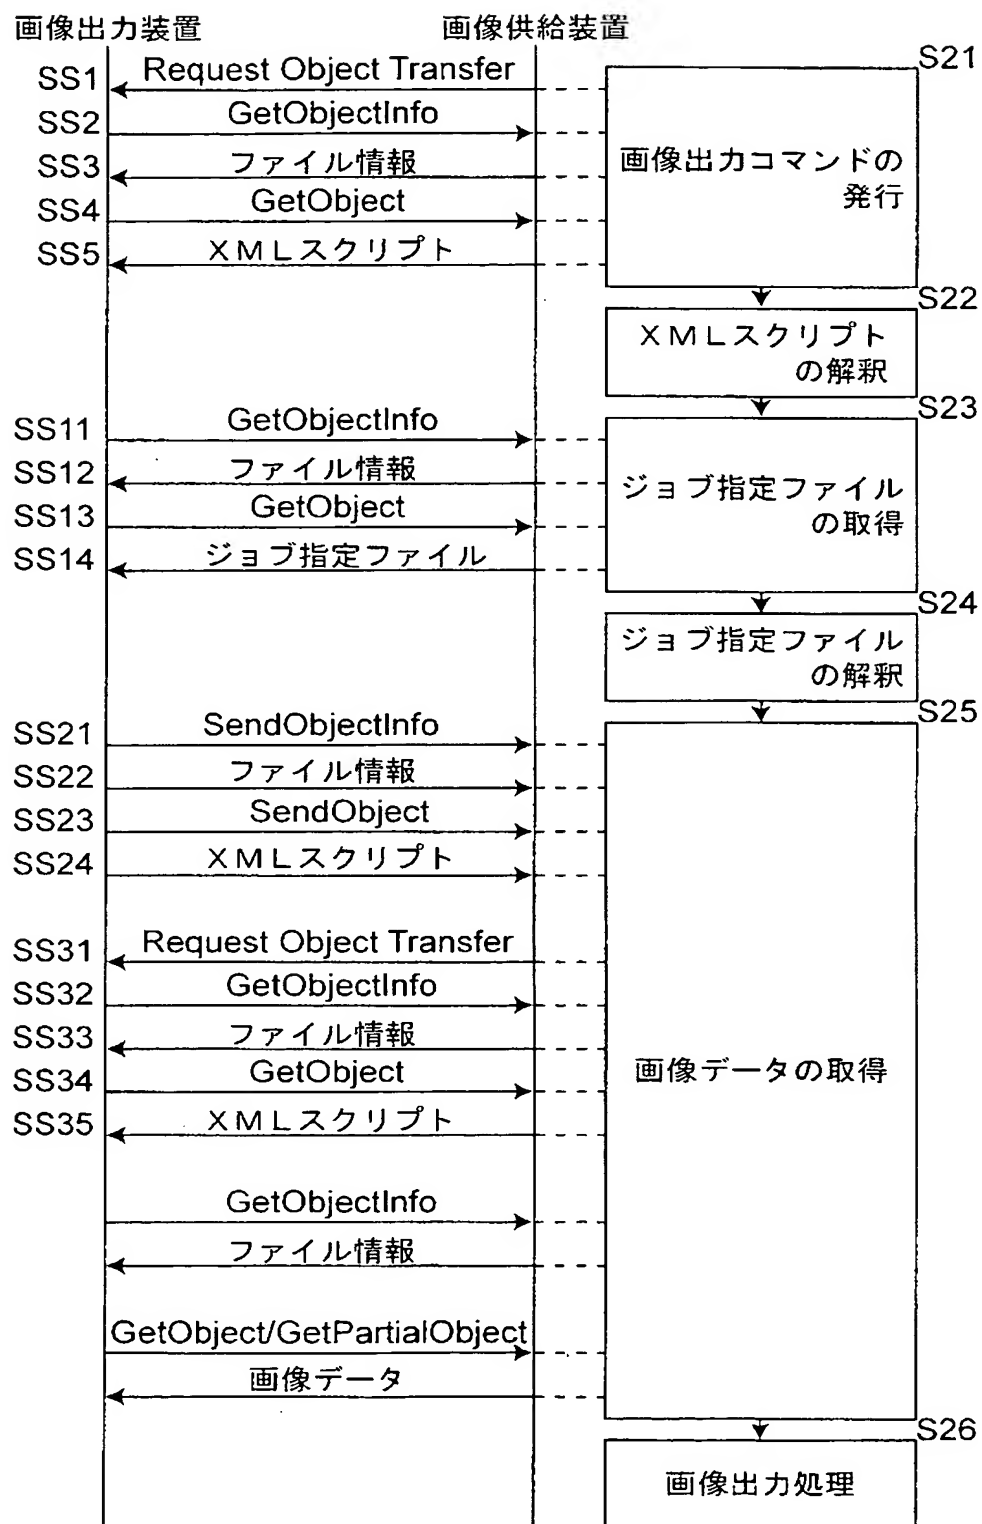 画像出力装置
画像供給装置
S21
SS1
Request Object Transfer
SS2
GetObjectInfo
SS3
ファイル情報
SS4
GetObject
SS5
XMLスクリプト
画像出力コマンドの
発行
S22
XMLスクリプト
の解釈
S23
SS11
GetObjectInfo
SS12
ファイル情報
SS13
GetObject
SS14
ジョブ指定ファイル
ジョブ指定ファイル
の取得
S24
ジョブ指定ファイル
の解釈
S25
SS21
SendObjectInfo
SS22
ファイル情報
SS23
SendObject
SS24
XMLスクリプト
SS31
Request Object Transfer
SS32
GetObjectInfo
SS33
ファイル情報
SS34
GetObject
SS35
XMLスクリプト
GetObjectInfo
ファイル情報
GetObject/GetPartialObject
画像データ
画像データの取得
S26
画像出力処理